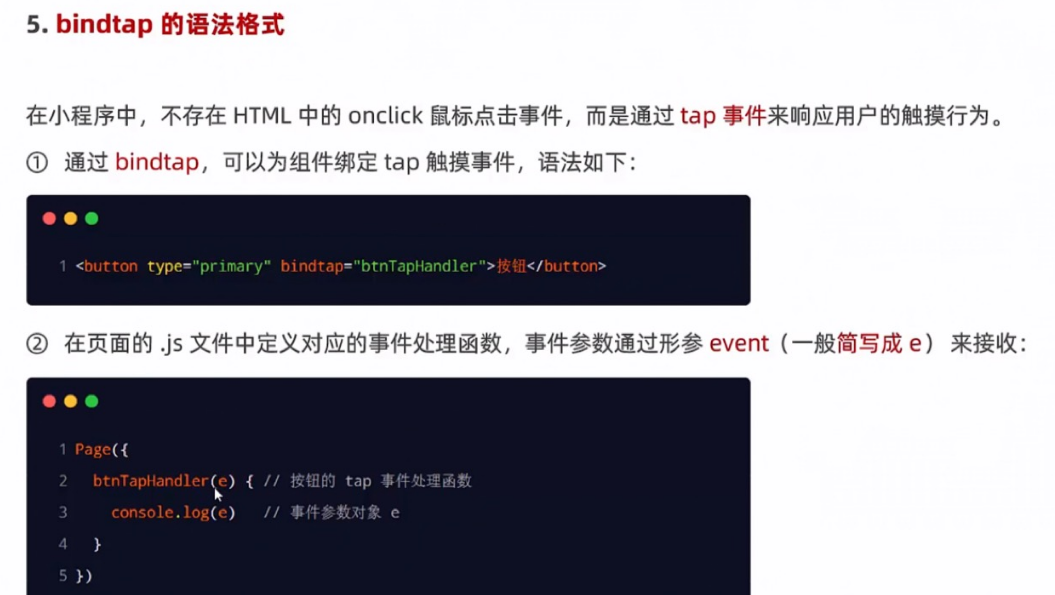 5. bindtap 的语法格式
在小程序中，不存在 HTML 中的 onclick 鼠标点击事件，而是通过 tap 事件来响应用户的触摸行为。
① 通过 bindtap，可以为组件绑定 tap 触摸事件，语法如下：
1 <button type="primary" bindtap="btnTapHandler">按钮</button>
② 在页面的 .js 文件中定义对应的事件处理函数，事件参数通过形参 event（一般简写成 e） 来接收：
1 Page({
2 btnTapHandler(e) { // 按钮的 tap 事件处理函数
3 console.log(e) // 事件参数对象 e
4 }
5 })